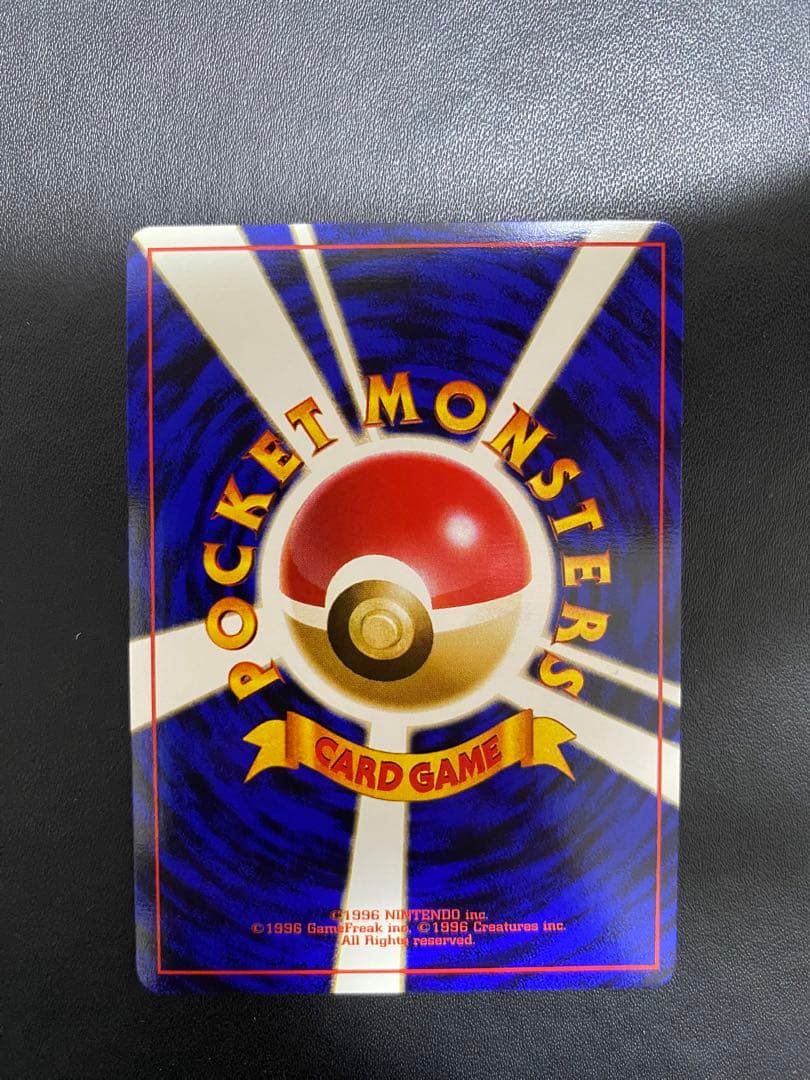 POCKET MONSTERS
CARD GAME
©1996 NINTENDO inc.
©1996 GameFreak inc. ©1996 Creatures inc.
All Rights reserved.